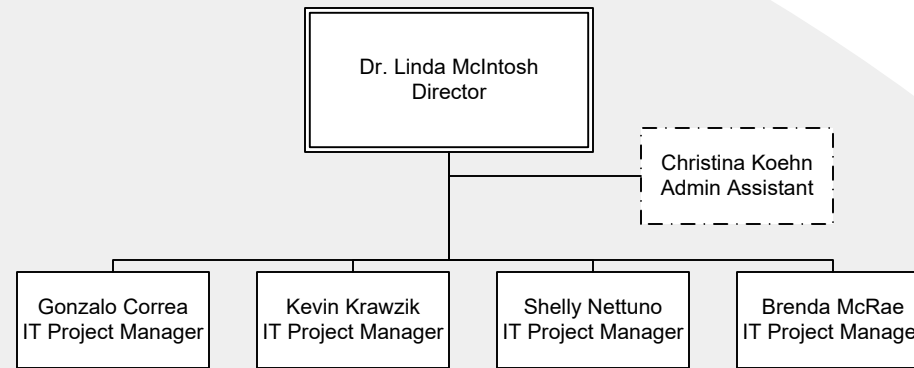 Dr. Linda McIntosh
Director
Christina Koehn
Admin Assistant
Gonzalo Correa
IT Project Manager
Kevin Krawzik
IT Project Manager
Shelly Nettuno
IT Project Manager
Brenda McRae
IT Project Manage